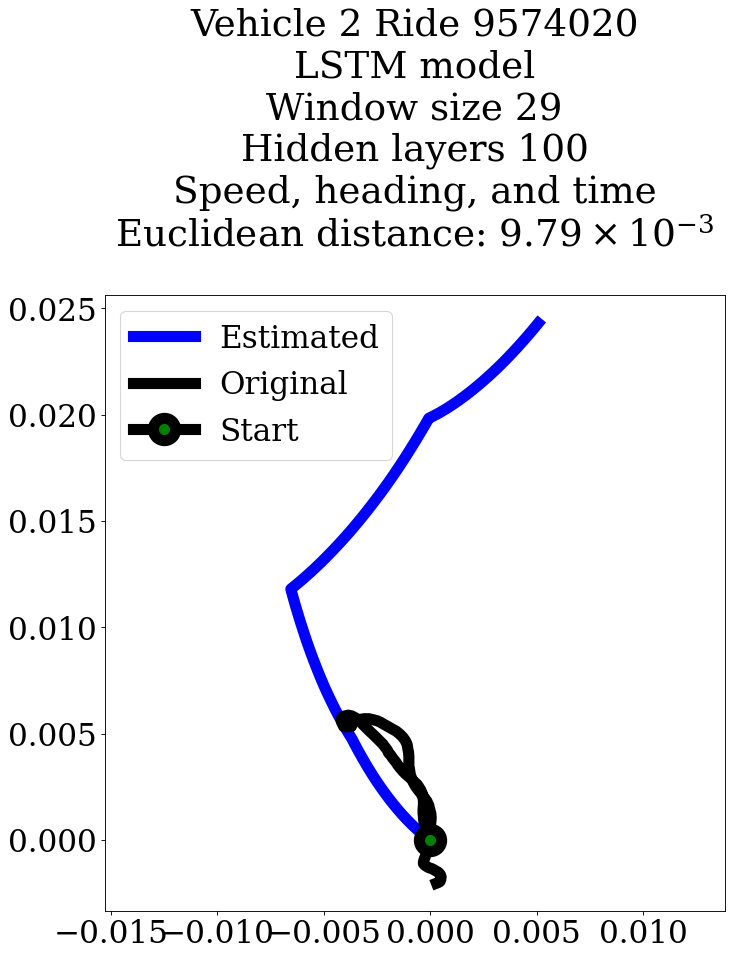 Vehicle 2 Ride 9574020
LSTM model
Window size 29
Hidden layers 100
Speed, heading, and time
Euclidean distance: 9.79 × 10⁻³
Estimated
Original
Start
0.025
0.020
0.015
0.010
0.005
0.000
−0.015 −0.010 −0.005 0.000 0.005 0.010